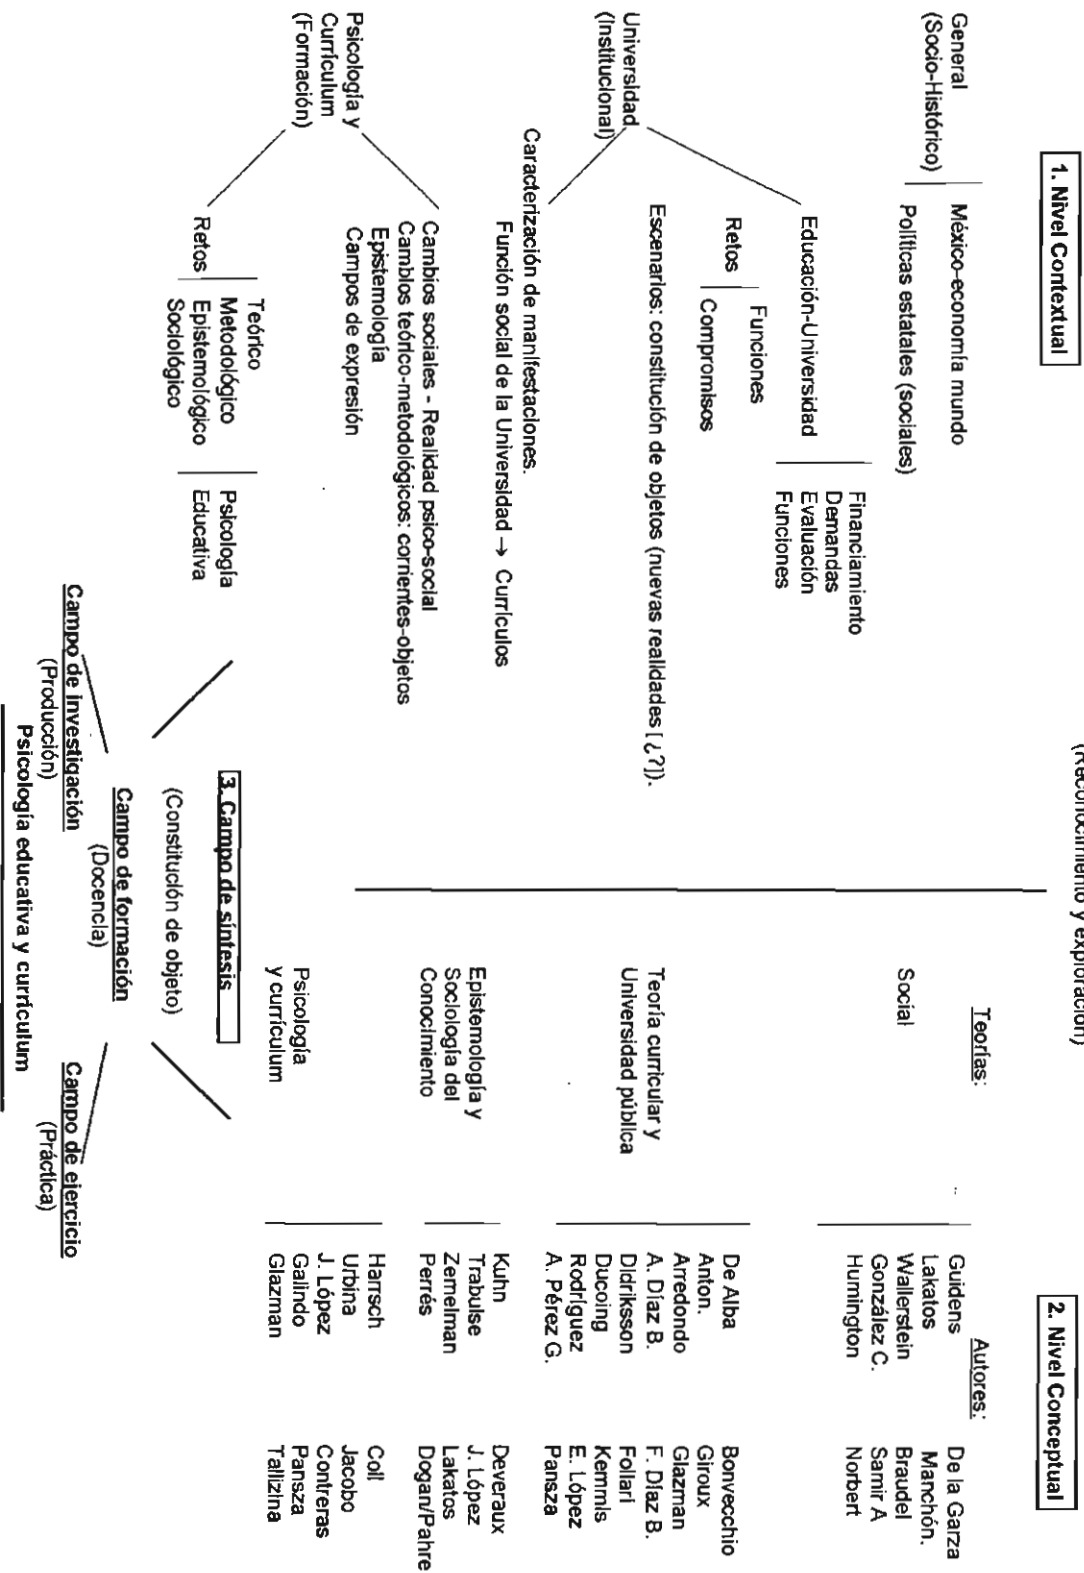 (Reconocimiento y exploración)
1. Nivel Contextual
General
(Socio-Histórico)
México-economía mundo
Políticas estatales (sociales)
Universidad
(Institucional)
Educación-Universidad
Financiamiento
Demandas
Evaluación
Funciones
Retos
Funciones
Compromisos
Escenarios: constitución de objetos (nuevas realidades [¿?]).
Caracterización de manifestaciones.
Función social de la Universidad → Currículos
Psicología y
Currículum
(Formación)
Cambios sociales - Realidad psico-social
Cambios teórico-metodológicos: corrientes-objetos
Epistemología
Campos de expresión
Retos
Teórico
Metodológico
Epistemológico
Sociológico
Psicología
Educativa
2. Nivel Conceptual
Teorías:
Autores:
Social
Guidens
Lakatos
Wallerstein
González C.
Humington
De la Garza
Manchón.
Braudel
Samir A
Norbert
Teoría curricular y
Universidad pública
De Alba
Anton.
Arredondo
A. Díaz B.
Didriksson
Ducoing
Rodríguez
A. Pérez G.
Bonvecchio
Giroux
Glazman
F. Díaz B.
Follari
Kemmis
E. López
Pansza
Epistemología y
Sociología del
Conocimiento
Kuhn
Trabulse
Zemelman
Perrés
Deveraux
J. López
Lakatos
Dogan/Pahre
Psicología
y currículum
Harrsch
Urbina
J. López
Galindo
Glazman
Coll
Jacobo
Contreras
Pansza
Tallizina
3. Campo de síntesis
(Constitución de objeto)
Campo de formación
(Docencia)
Campo de investigación
(Producción)
Campo de ejercicio
(Práctica)
Psicología educativa y currículum